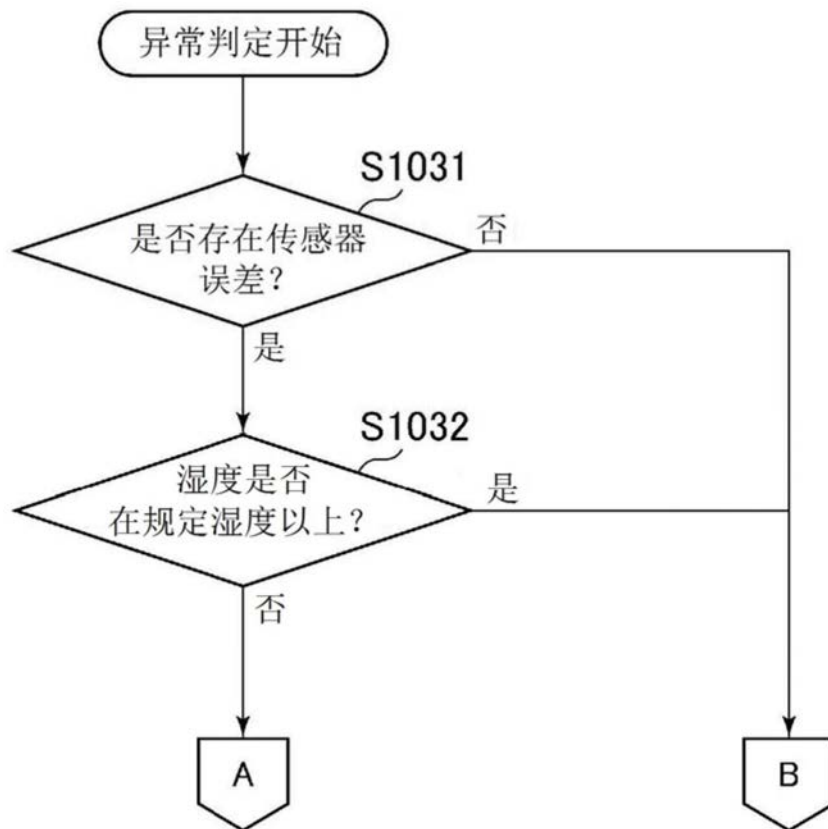 异常判定开始
S1031
是否存在传感器
误差?
否
是
S1032
湿度是否
在规定湿度以上?
是
否
A
B